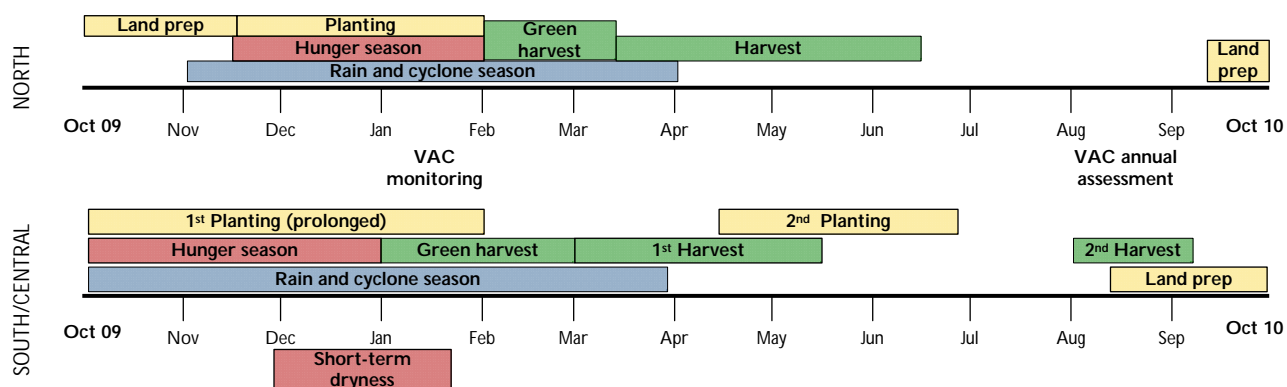 NORTH
Land prep
Planting
Green
harvest
Hunger season
Harvest
Rain and cyclone season
Land
prep
Oct 09
Nov
Dec
Jan
Feb
Mar
Apr
May
Jun
Jul
Aug
Sep
Oct 10
VAC
monitoring
VAC annual
assessment
SOUTH/CENTRAL
1st Planting (prolonged)
2nd Planting
Hunger season
Green harvest
1st Harvest
2nd Harvest
Rain and cyclone season
Land prep
Oct 09
Nov
Dec
Jan
Feb
Mar
Apr
May
Jun
Jul
Aug
Sep
Oct 10
Short-term
dryness